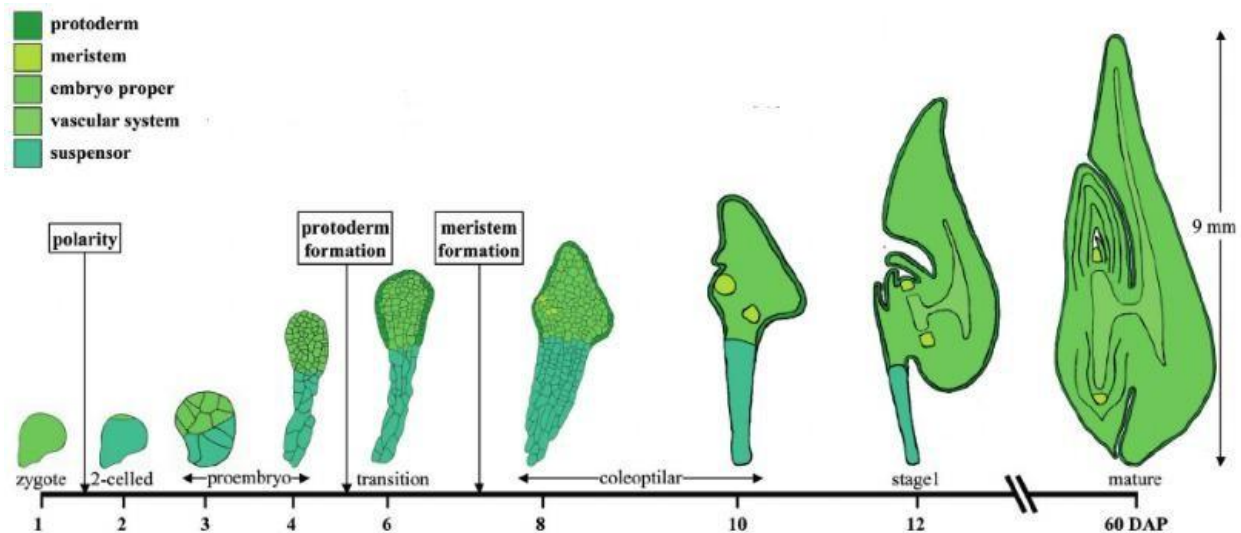 protoderm
meristem
embryo proper
vascular system
suspensor
polarity
protoderm
formation
meristem
formation
9 mm
zygote
2-celled
proembryo
transition
coleoptilar
stage1
mature
1
2
3
4
6
8
10
12
60 DAP